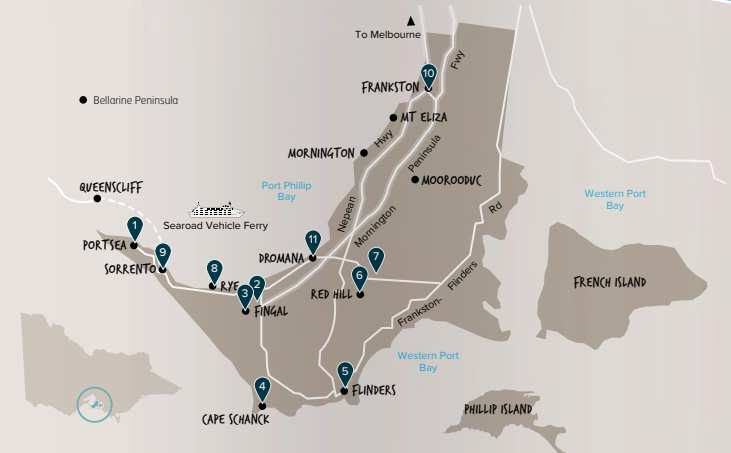 To Melbourne
Fwy
10
FRANKSTON
Bellarine Peninsula
MT ELIZA
Hwy
Peninsula
MORNINGTON
MOOROODUC
QUEENSCLIFF
Port Phillip
Bay
Western Port
Bay
Nepean
Rd
Searoad Vehicle Ferry
1
Mornington
PORTSEA
11
9
DROMANA
7
SORRENTO
8
6
Flinders
RYE
2
3
RED HILL
FRENCH ISLAND
FINGAL
Frankston-
Western Port
Bay
5
4
FLINDERS
CAPE SCHANCK
PHILLIP ISLAND